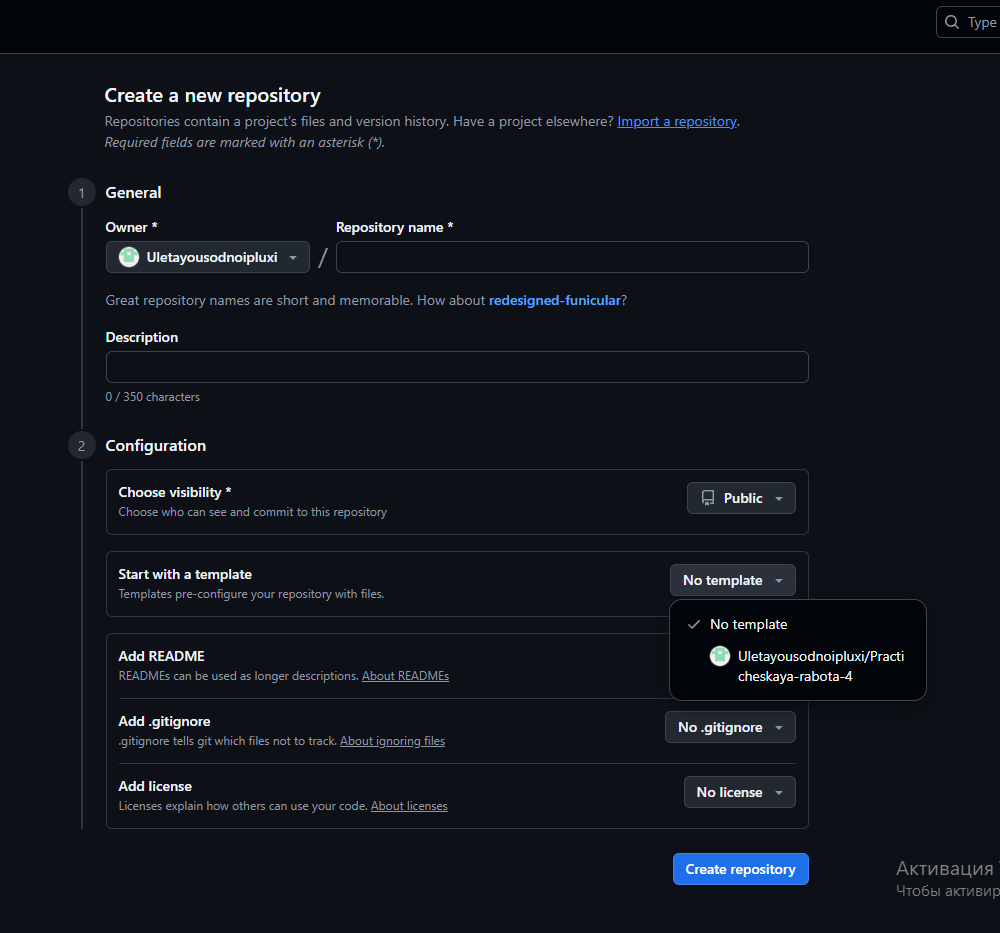 Type
Create a new repository
Repositories contain a project's files and version history. Have a project elsewhere? Import a repository.
Required fields are marked with an asterisk (*).
1 General
Owner * Repository name *
Uletayousodnoipluxi /
Great repository names are short and memorable. How about redesigned-funicular?
Description
0 / 350 characters
2 Configuration
Choose visibility *
Choose who can see and commit to this repository
Public
Start with a template
Templates pre-configure your repository with files.
No template
No template
Uletayousodnoipluxi/Practi
cheskaya-rabota-4
Add README
READMEs can be used as longer descriptions. About READMEs
Add .gitignore
.gitignore tells git which files not to track. About ignoring files
No .gitignore
Add license
Licenses explain how others can use your code. About licenses
No license
Create repository
Активация
Чтобы активир